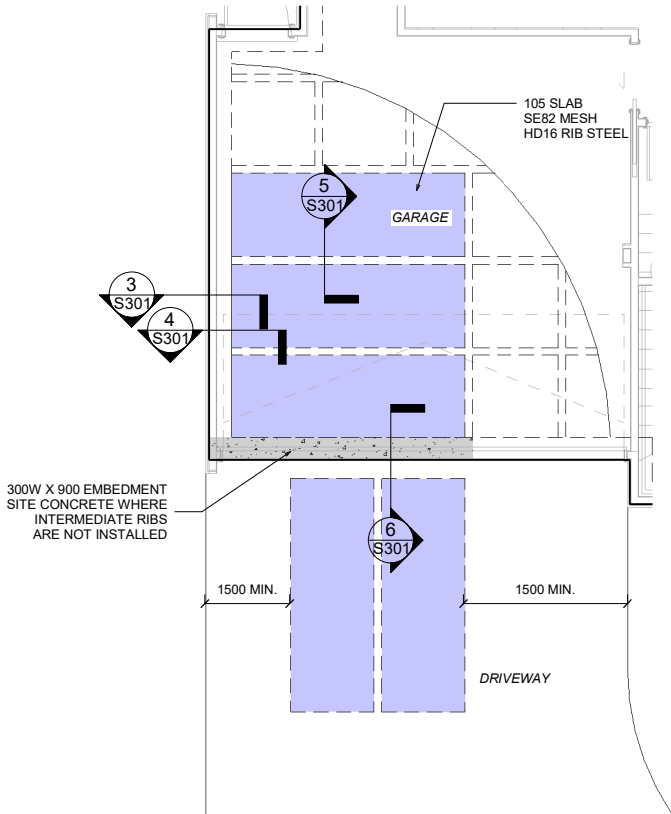 105 SLAB
SE82 MESH
HD16 RIB STEEL
5
S301
GARAGE
3
S301
4
S301
300W X 900 EMBEDMENT
SITE CONCRETE WHERE
INTERMEDIATE RIBS
ARE NOT INSTALLED
6
S301
1500 MIN.
1500 MIN.
DRIVEWAY